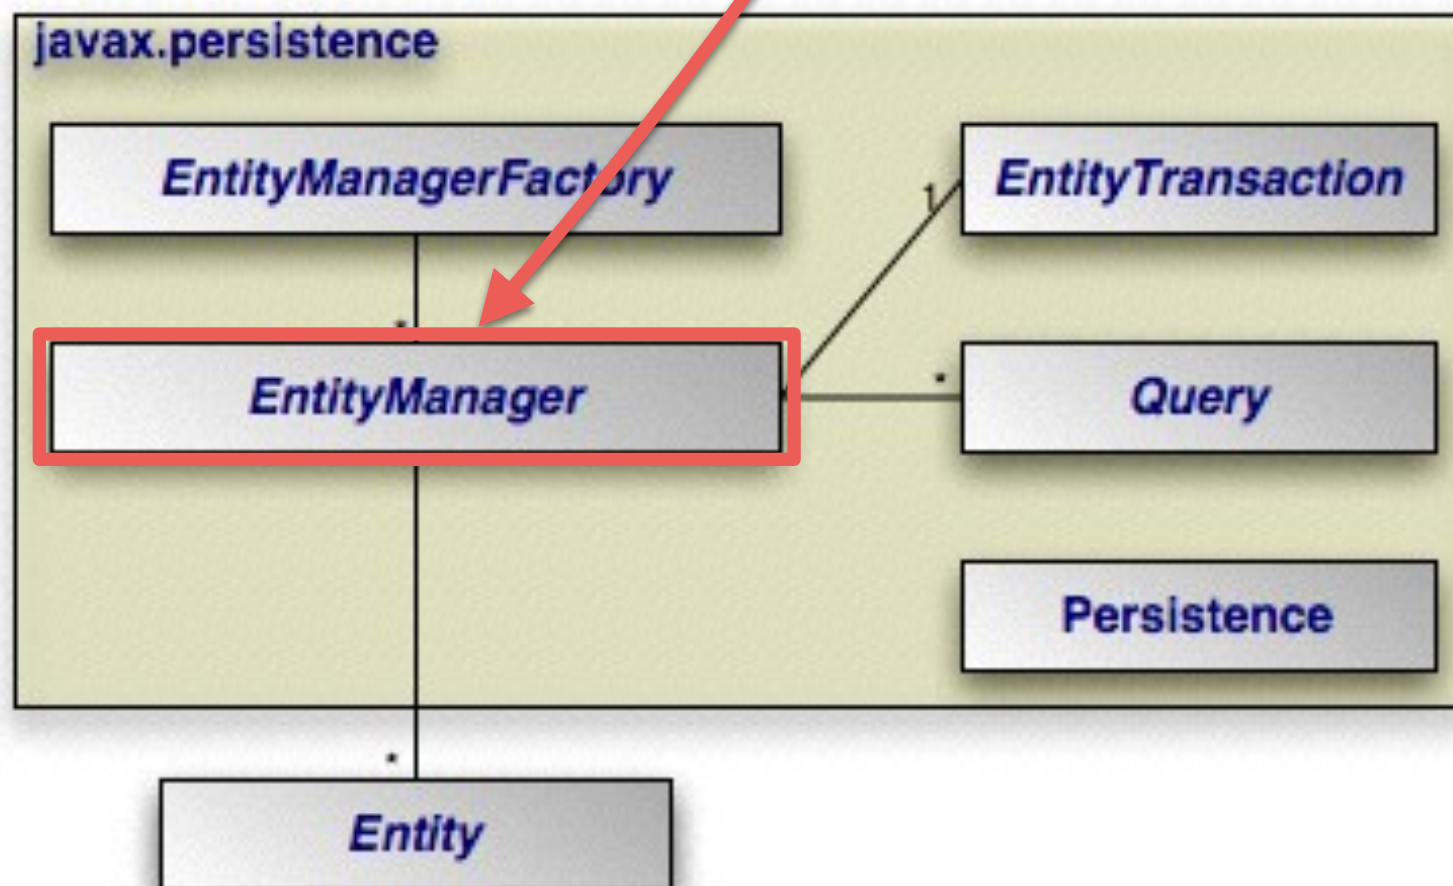 javax.persistence
EntityManagerFactory
EntityTransaction
1
*
EntityManager
*
Query
Persistence
*
Entity